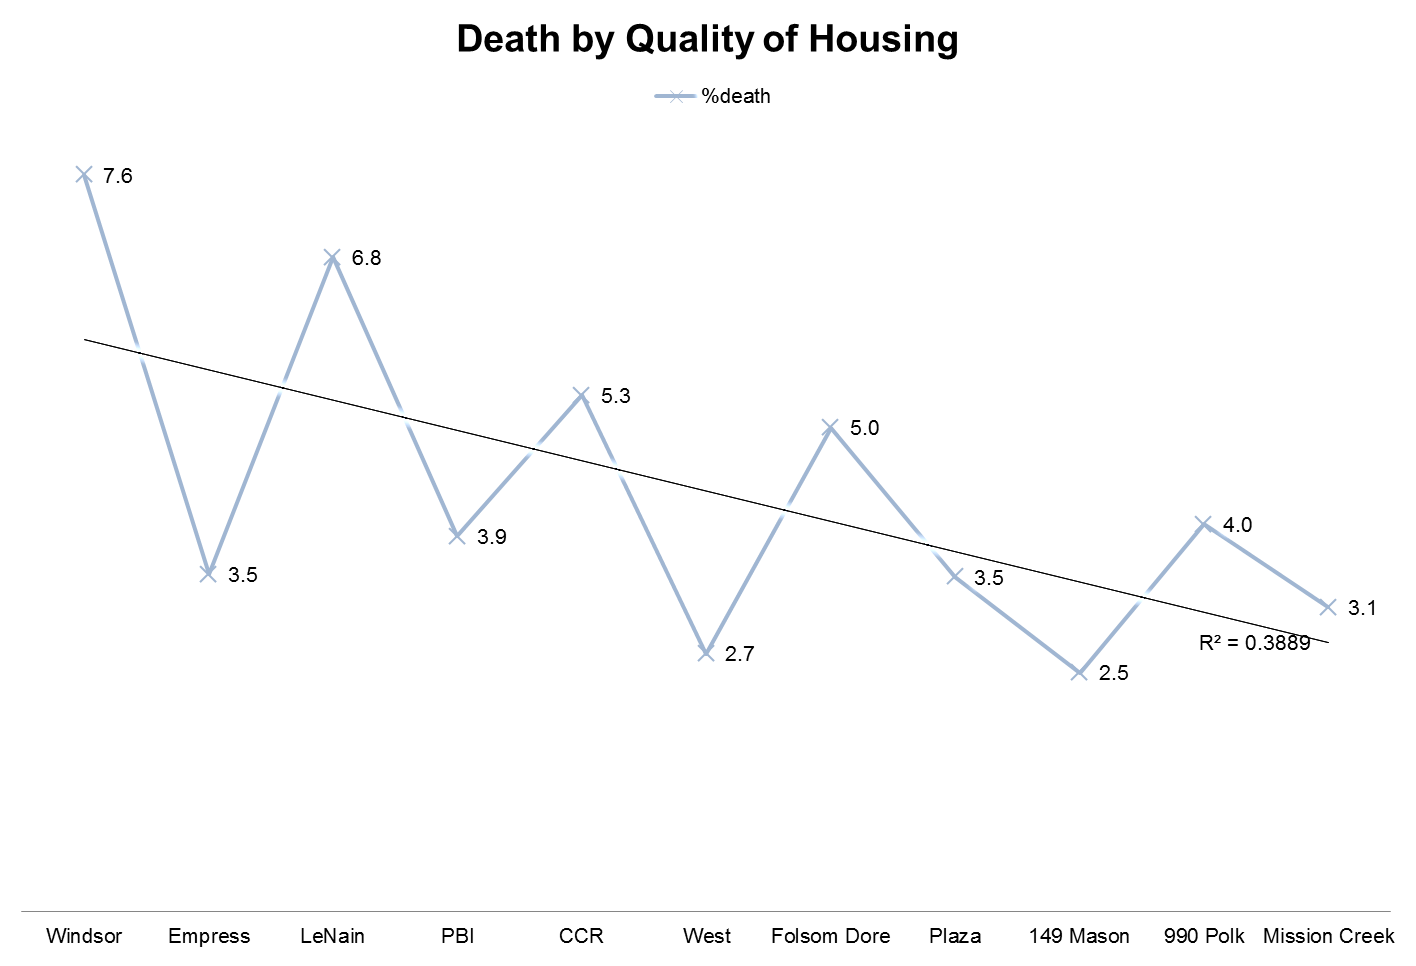 Death by Quality of Housing
%death
7.6
6.8
5.3
5.0
4.0
3.9
3.5
3.5
3.1
R² = 0.3889
2.7
2.5
Windsor Empress LeNain PBI CCR West Folsom Dore Plaza 149 Mason 990 Polk Mission Creek